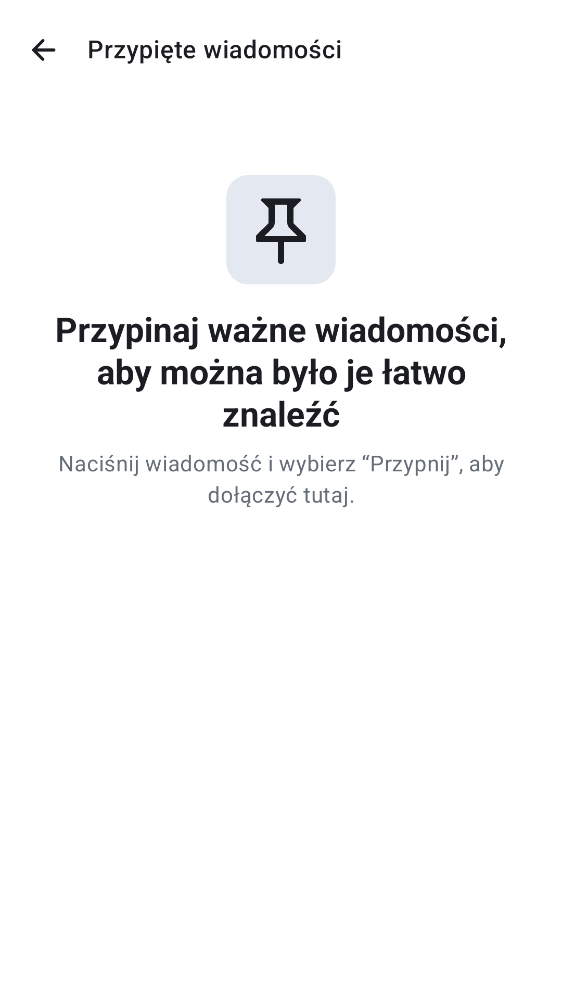 Przypięte wiadomości
Przypinaj ważne wiadomości,
aby można było je łatwo
znaleźć
Naciśnij wiadomość i wybierz “Przypnij”, aby
dołączyć tutaj.